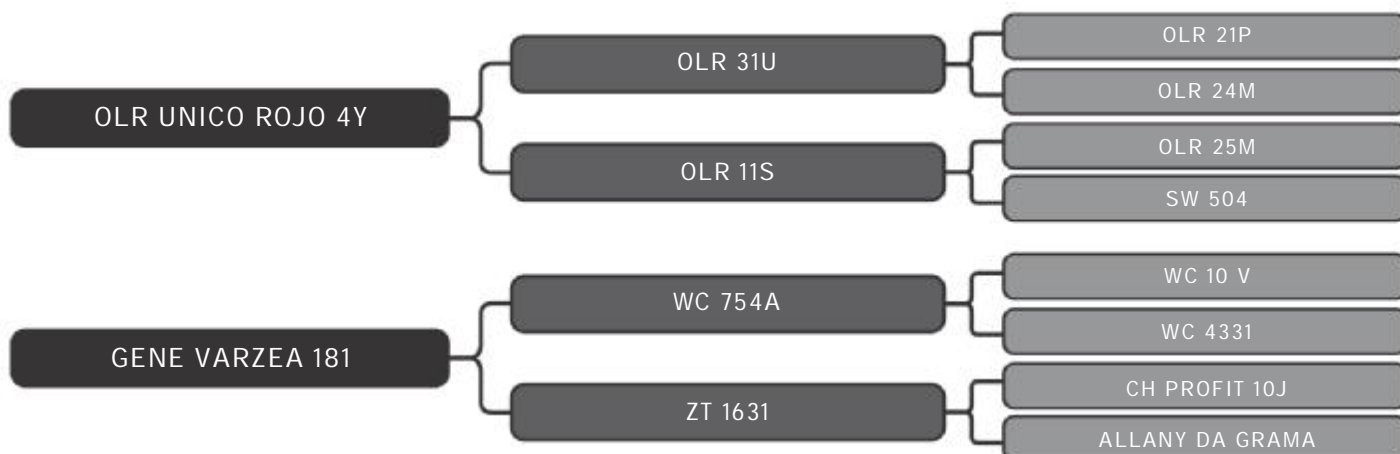 OLR UNICO ROJO 4Y
OLR 31U
OLR 21P
OLR 24M
OLR 11S
OLR 25M
SW 504
GENE VARZEA 181
WC 754A
WC 10 V
WC 4331
ZT 1631
CH PROFIT 10J
ALLANY DA GRAMA